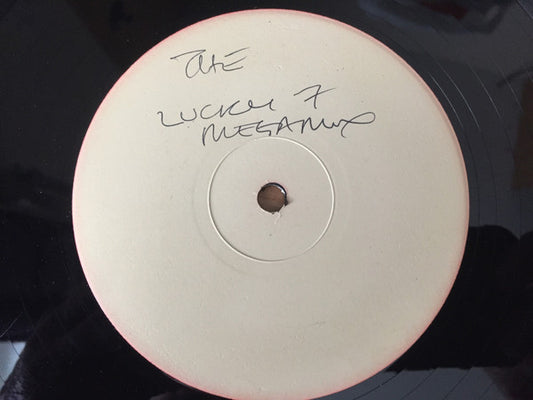 THE
LUCKY 7
MEGAMIX